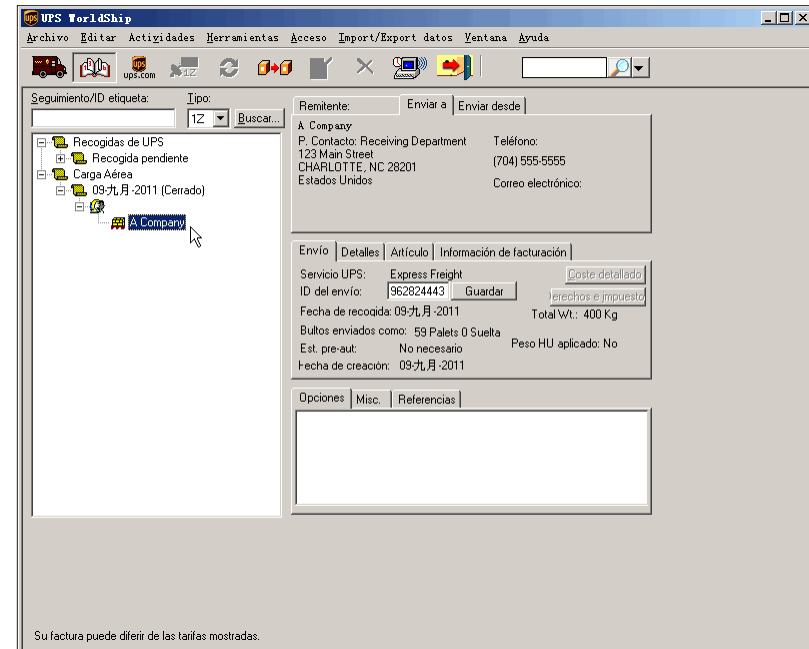 UPS WorldShip
Archivo Editar Actividades Herramientas Acceso Import/Export datos Ventana Ayuda
ups
ups.com
1Z
Seguimiento/ID etiqueta: Tipo:
1Z Buscar...
Recogidas de UPS
Recogida pendiente
Carga Aérea
09-九月-2011 (Cerrado)
A Company
Remitente: Enviar a Enviar desde
A Company
P. Contacto: Receiving Department Teléfono:
123 Main Street
(704) 555-5555
CHARLOTTE, NC 28201
Estados Unidos Correo electrónico:
Envío Detalles Artículo Información de facturación
Servicio UPS: Express Freight Coste detallado
ID del envío: 962824443 Guardar erechos e impuesto
Fecha de recogida: 09-九月-2011 Total Wt.: 400 Kg
Bultos enviados como: 59 Palets 0 Suelta
Est. pre-aut: No necesario Peso HU aplicado: No
Fecha de creación: 09-九月-2011
Opciones Misc. Referencias
Su factura puede diferir de las tarifas mostradas.